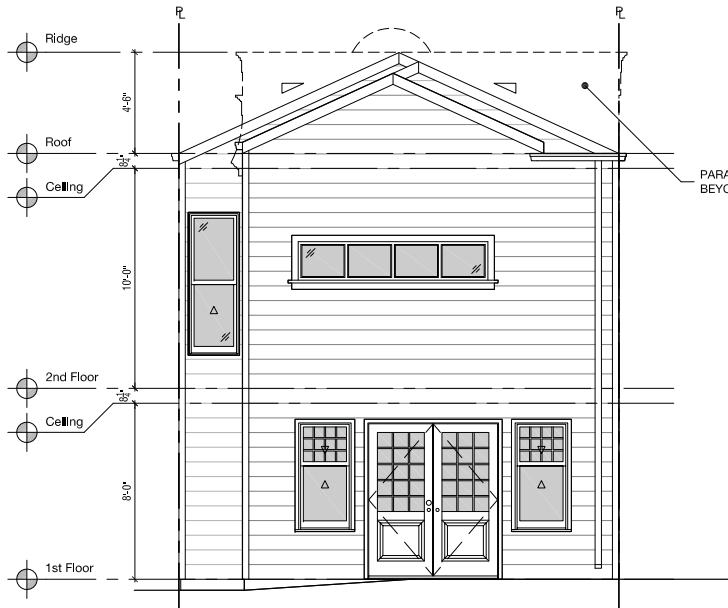 PL
PL
Ridge
4'-6"
Roof
8¼"
Ceiling
PARA
BEYO
10'-0"
2nd Floor
8¼"
Ceiling
8'-0"
1st Floor